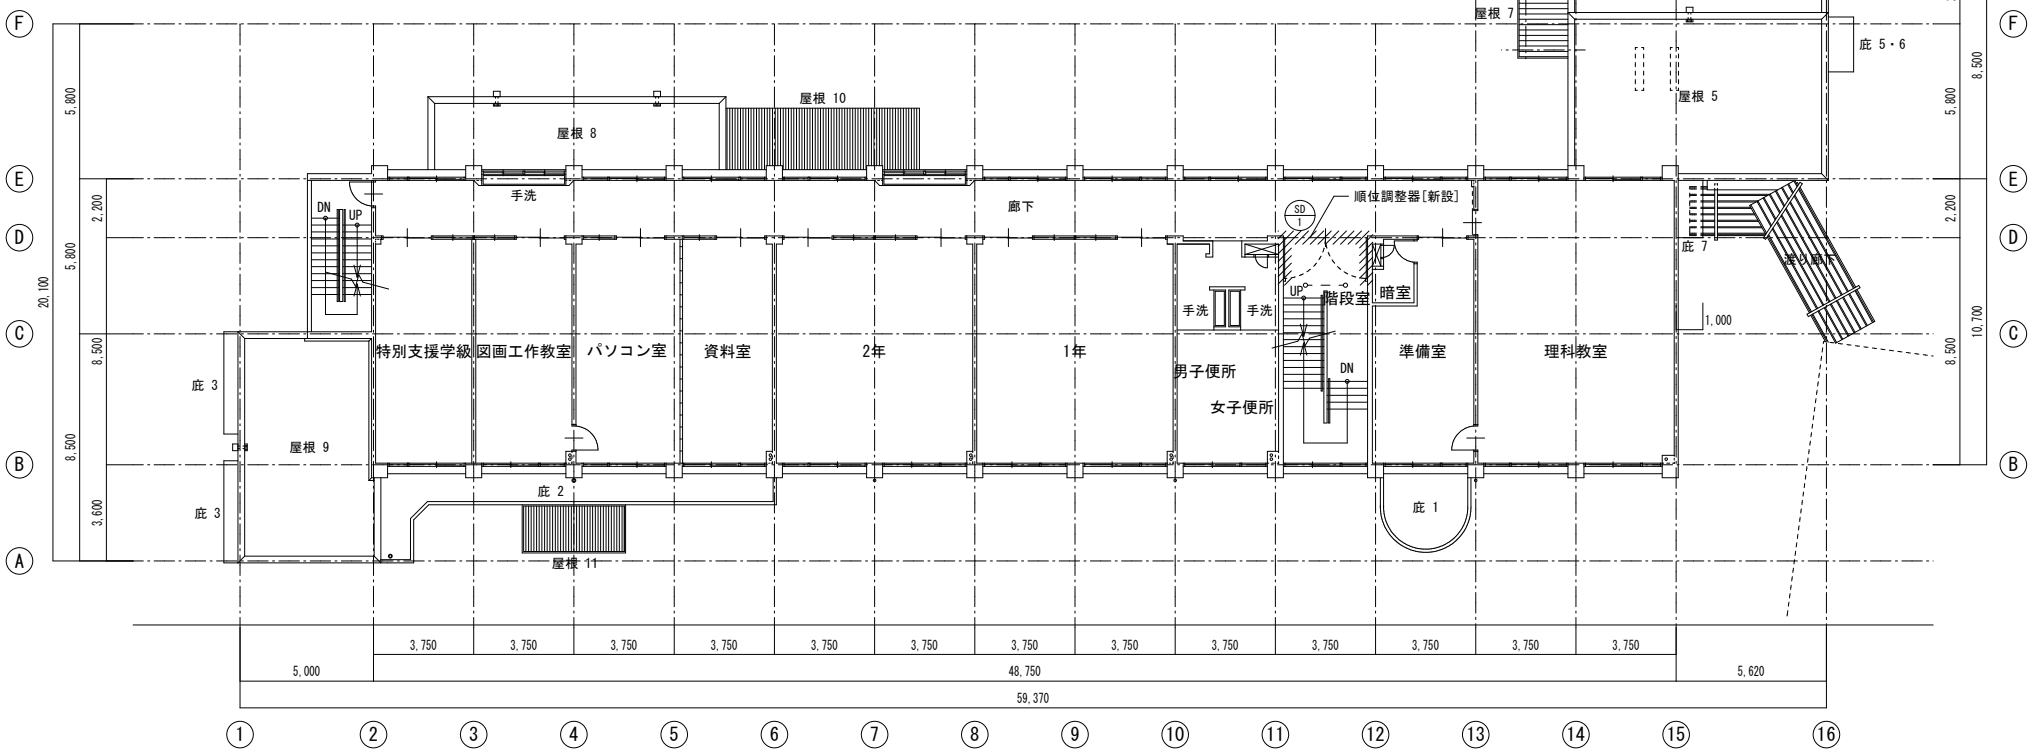 屋根 7
F
F
庇 5・6
5,800
屋根 10
8,500
屋根 8
5,800
屋根 5
E
E
手洗
順位調整器[新設]
2,200
DN
UP
廊下
SD
1
2,200
D
D
庇 7
渡り廊下
5,800
20,100
手洗
手洗
UP
階段室
暗室
C
C
1,000
10,700
特別支援学級
図画工作教室
パソコン室
資料室
2年
1年
準備室
理科教室
8,500
8,500
男子便所
DN
庇 3
女子便所
屋根 9
8,500
B
B
庇 2
庇 1
3,600
庇 3
A
屋根 11
3,750
3,750
3,750
3,750
3,750
3,750
3,750
3,750
3,750
3,750
3,750
3,750
3,750
5,000
48,750
5,620
59,370
1
2
3
4
5
6
7
8
9
10
11
12
13
14
15
16